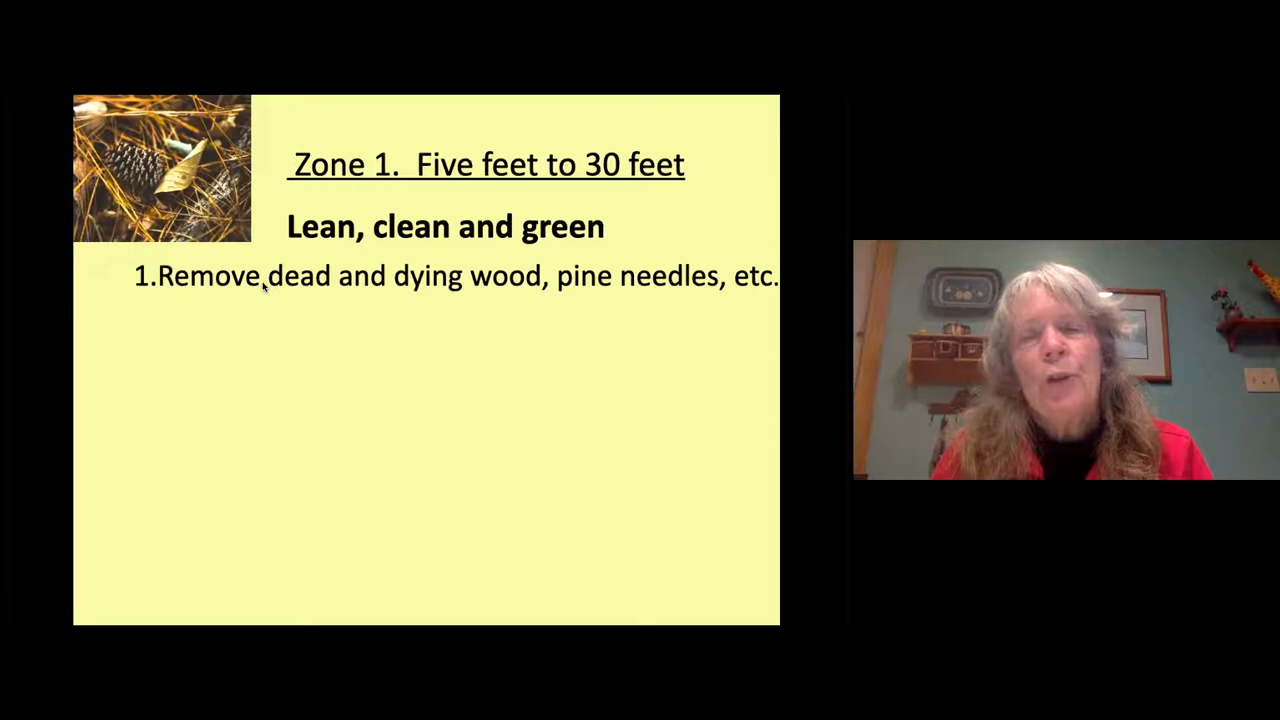 Zone 1. Five feet to 30 feet
Lean, clean and green
1.Remove dead and dying wood, pine needles, etc.